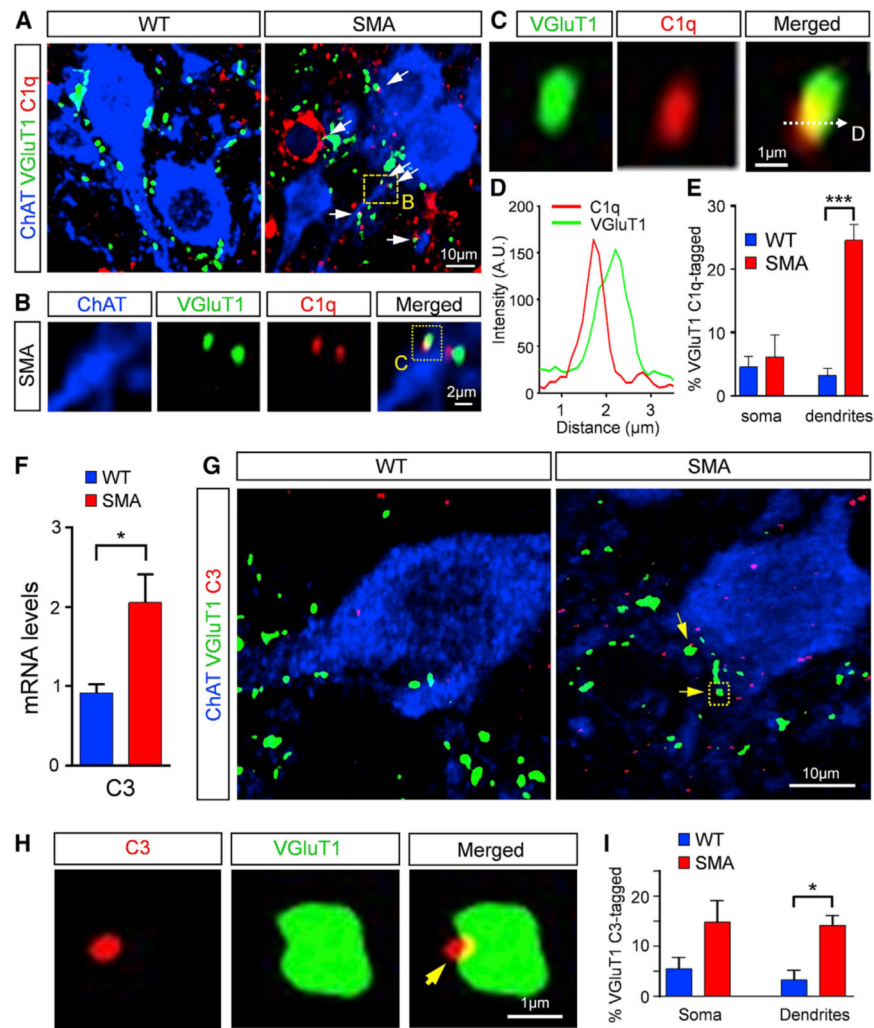 A
WT
SMA
ChAT VGluT1 C1q
B
10µm
B
ChAT
VGluT1
C1q
Merged
SMA
C
2µm
C
VGluT1
C1q
Merged
D
1µm
D
C1q
VGluT1
Intensity (A.U.)
200
150
100
50
0
1
2
3
Distance (µm)
E
***
WT
SMA
% VGluT1 C1q-tagged
30
20
10
0
soma
dendrites
F
WT
SMA
*
mRNA levels
3
2
1
0
C3
G
WT
SMA
ChAT VGluT1 C3
10µm
H
C3
VGluT1
Merged
1µm
I
WT
SMA
*
% VGluT1 C3-tagged
20
10
0
Soma
Dendrites